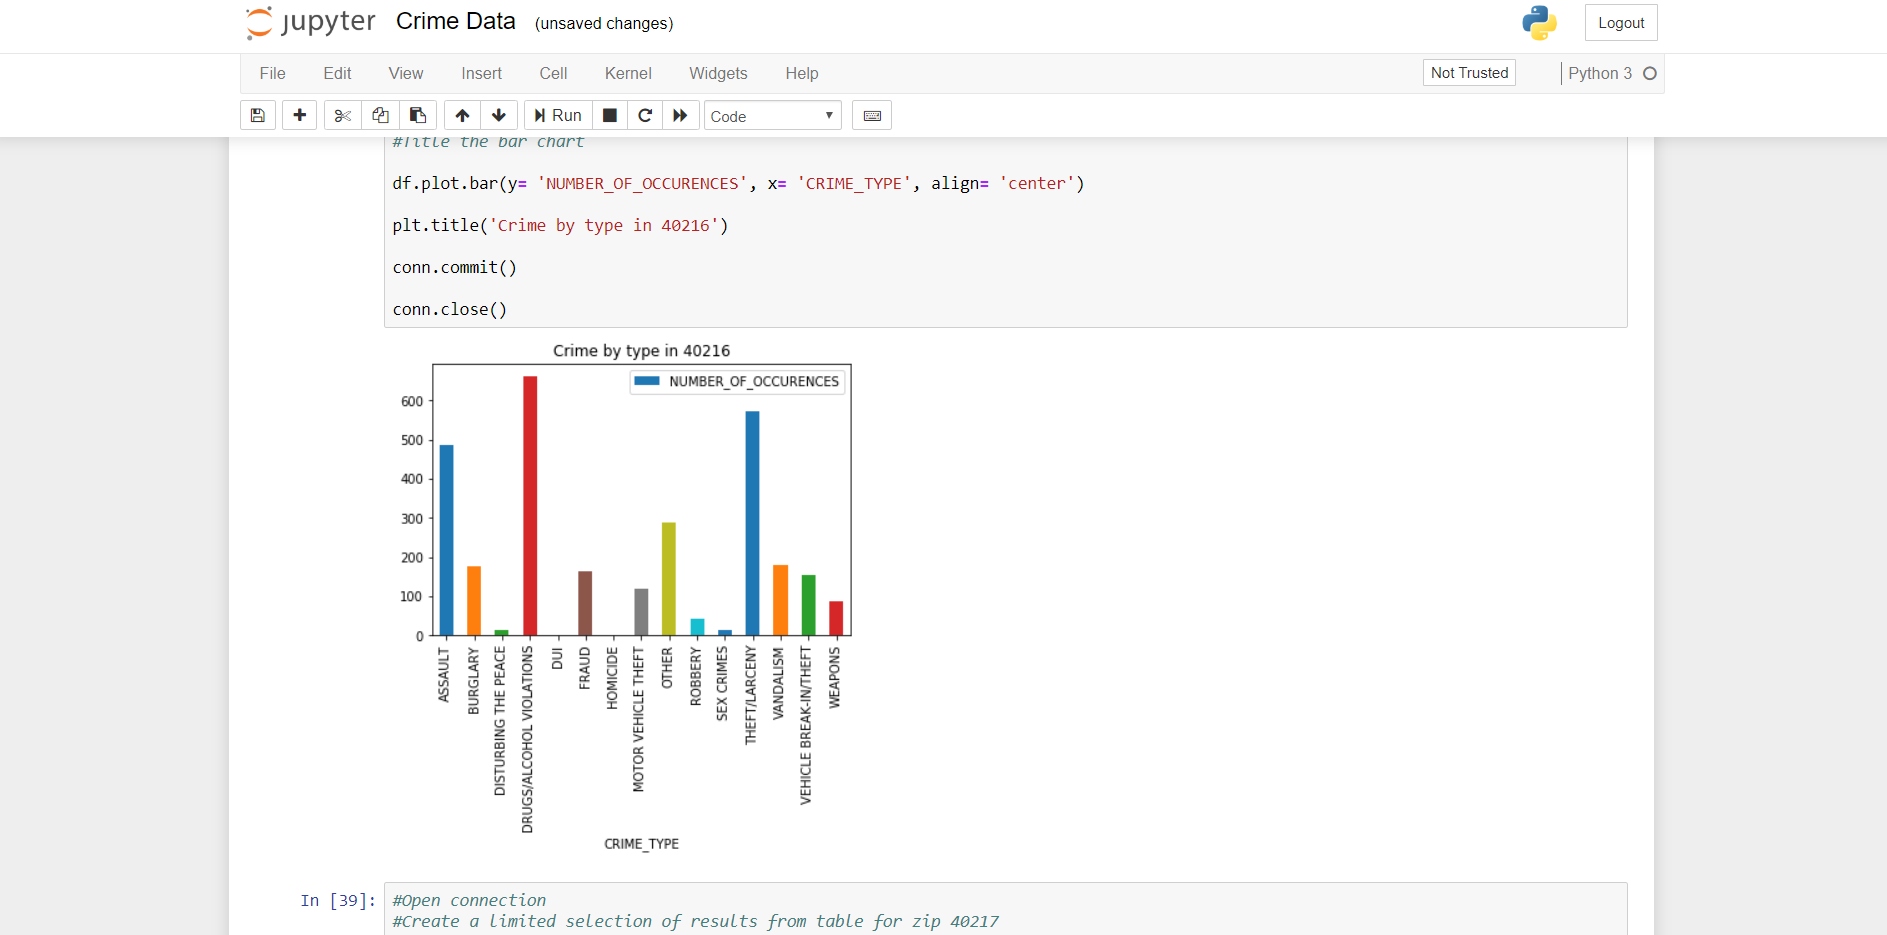 jupyter Crime Data (unsaved changes) Logout
File Edit View Insert Cell Kernel Widgets Help Not Trusted Python 3
Run Code
#Title the bar chart
df.plot.bar(y= 'NUMBER_OF_OCCURENCES', x= 'CRIME_TYPE', align= 'center')
plt.title('Crime by type in 40216')
conn.commit()
conn.close()
Crime by type in 40216
NUMBER_OF_OCCURENCES
600
500
400
300
200
100
0
ASSAULT
BURGLARY
DISTURBING THE PEACE
DRUGS/ALCOHOL VIOLATIONS
DUI
FRAUD
HOMICIDE
MOTOR VEHICLE THEFT
OTHER
ROBBERY
SEX CRIMES
THEFT/LARCENY
VANDALISM
VEHICLE BREAK-IN/THEFT
WEAPONS
CRIME_TYPE
In [39]: #Open connection
#Create a limited selection of results from table for zip 40217